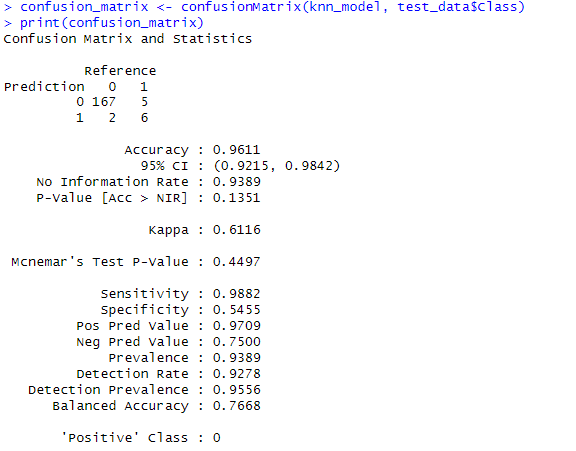 > confusion_matrix <- confusionMatrix(knn_model, test_data$Class)
> print(confusion_matrix)
Confusion Matrix and Statistics
Reference
Prediction 0 1
0 167 5
1 2 6
Accuracy : 0.9611
95% CI : (0.9215, 0.9842)
No Information Rate : 0.9389
P-Value [Acc > NIR] : 0.1351
Kappa : 0.6116
Mcnemar's Test P-Value : 0.4497
Sensitivity : 0.9882
Specificity : 0.5455
Pos Pred Value : 0.9709
Neg Pred Value : 0.7500
Prevalence : 0.9389
Detection Rate : 0.9278
Detection Prevalence : 0.9556
Balanced Accuracy : 0.7668
'Positive' Class : 0